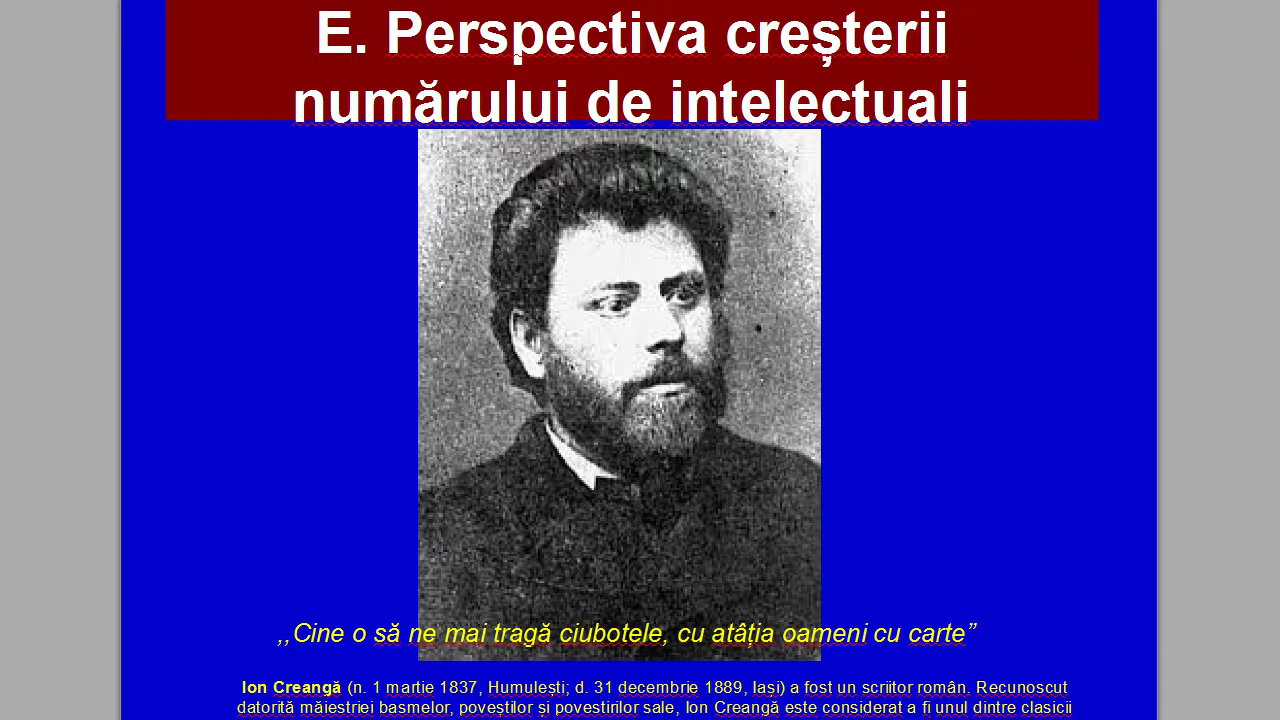 E. Perspectiva creșterii
numărului de intelectuali
,,Cine o să ne mai tragă ciubotele, cu atâția oameni cu carte”
Ion Creangă (n. 1 martie 1837, Humulești; d. 31 decembrie 1889, Iași) a fost un scriitor român. Recunoscut
datorită măiestriei basmelor, poveștilor și povestirilor sale, Ion Creangă este considerat a fi unul dintre clasicii